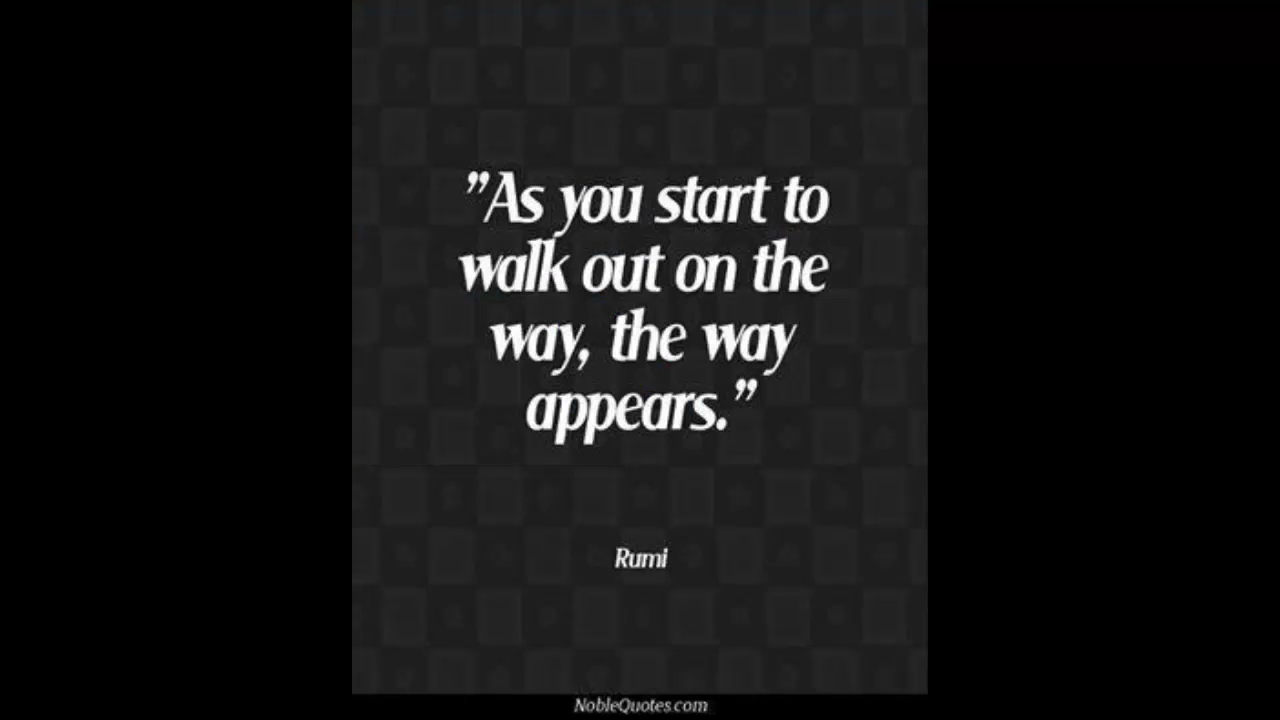 ”As you start to
walk out on the
way, the way
appears.”
Rumi
NobleQuotes.com